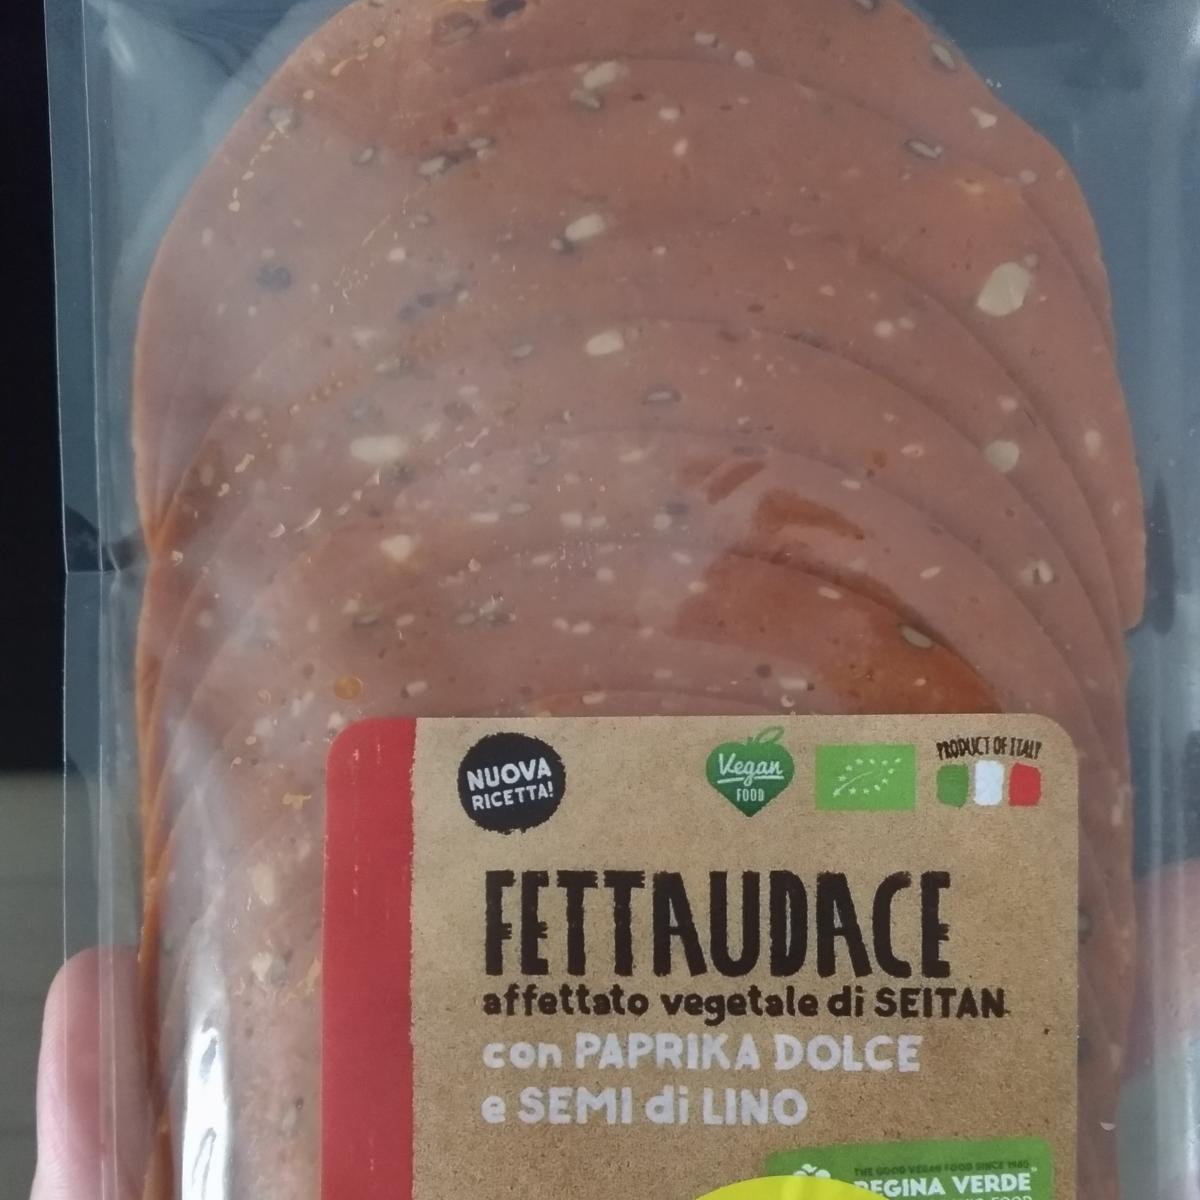 NUOVA
RICETTA!
Vegan
FOOD
PRODUCT OF ITALY
FETTAUDACE
affettato vegetale di SEITAN
con PAPRIKA DOLCE
e SEMI di LINO
THE GOOD VEGAN FOOD SINCE 1980
REGINA VERDE
FOOD